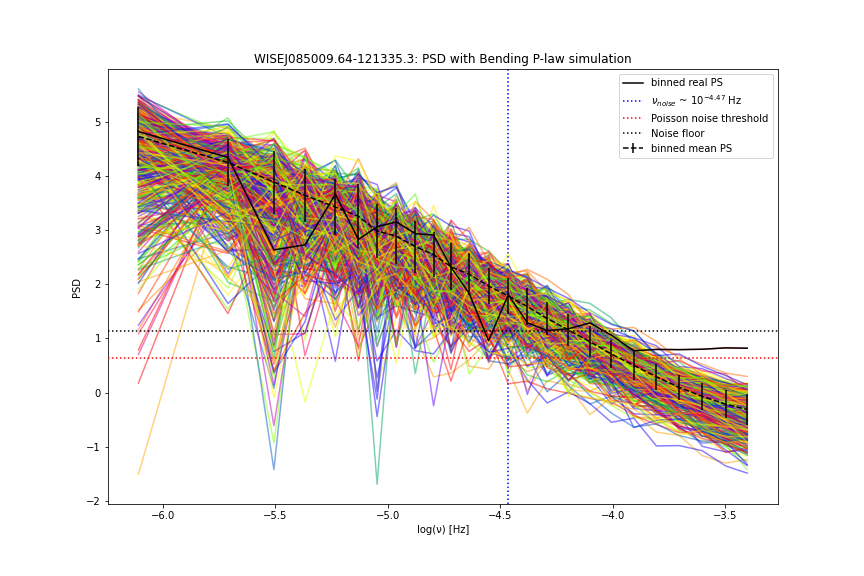 WISEJ085009.64-121335.3: PSD with Bending P-law simulation
binned real PS
ν_noise ~ 10^−4.47 Hz
Poisson noise threshold
Noise floor
binned mean PS
PSD
5
4
3
2
1
0
−1
−2
−6.0 −5.5 −5.0 −4.5 −4.0 −3.5
log(ν) [Hz]